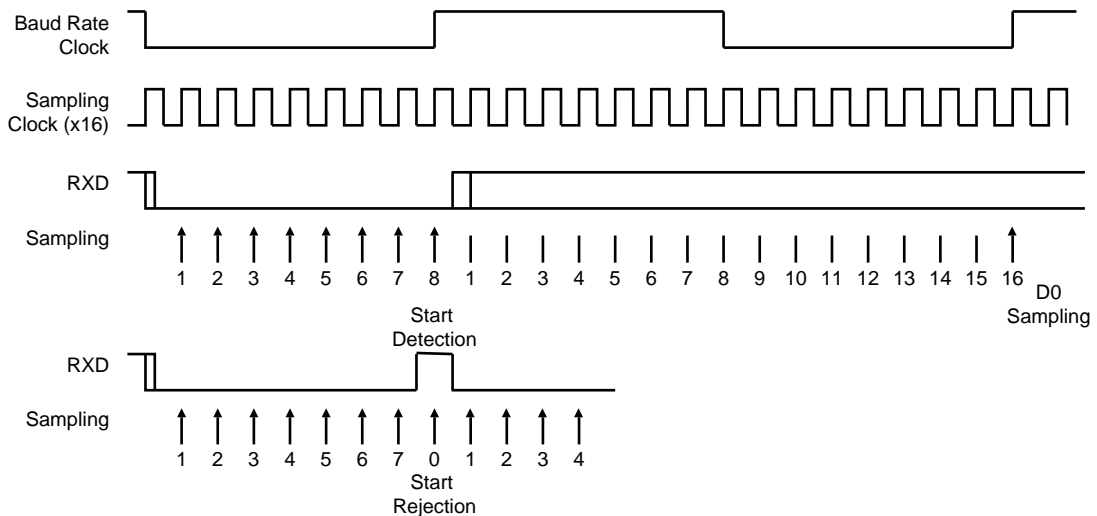 Baud Rate
Clock
Sampling
Clock (x16)
RXD
Sampling
1 2 3 4 5 6 7 8 1 2 3 4 5 6 7 8 9 10 11 12 13 14 15 16
D0
Sampling
Start
Detection
RXD
Sampling
1 2 3 4 5 6 7 0 1 2 3 4
Start
Rejection